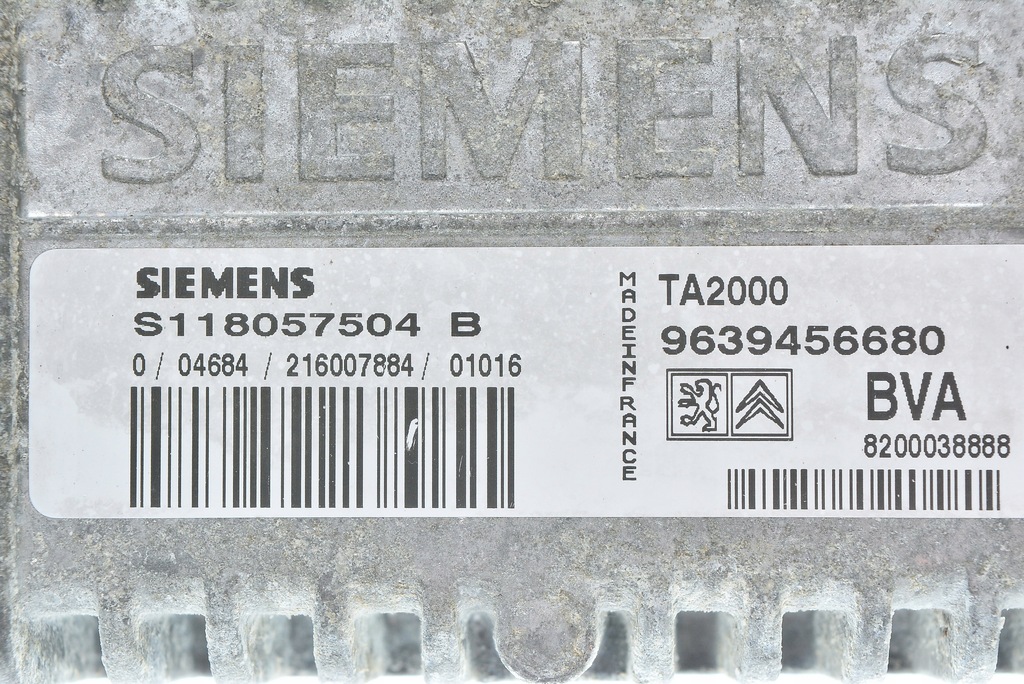 SIEMENS
SIEMENS
S118057504 B
0 / 04684 / 216007884 / 01016
MADEINFRANCE
TA2000
9639456680
BVA
8200038888